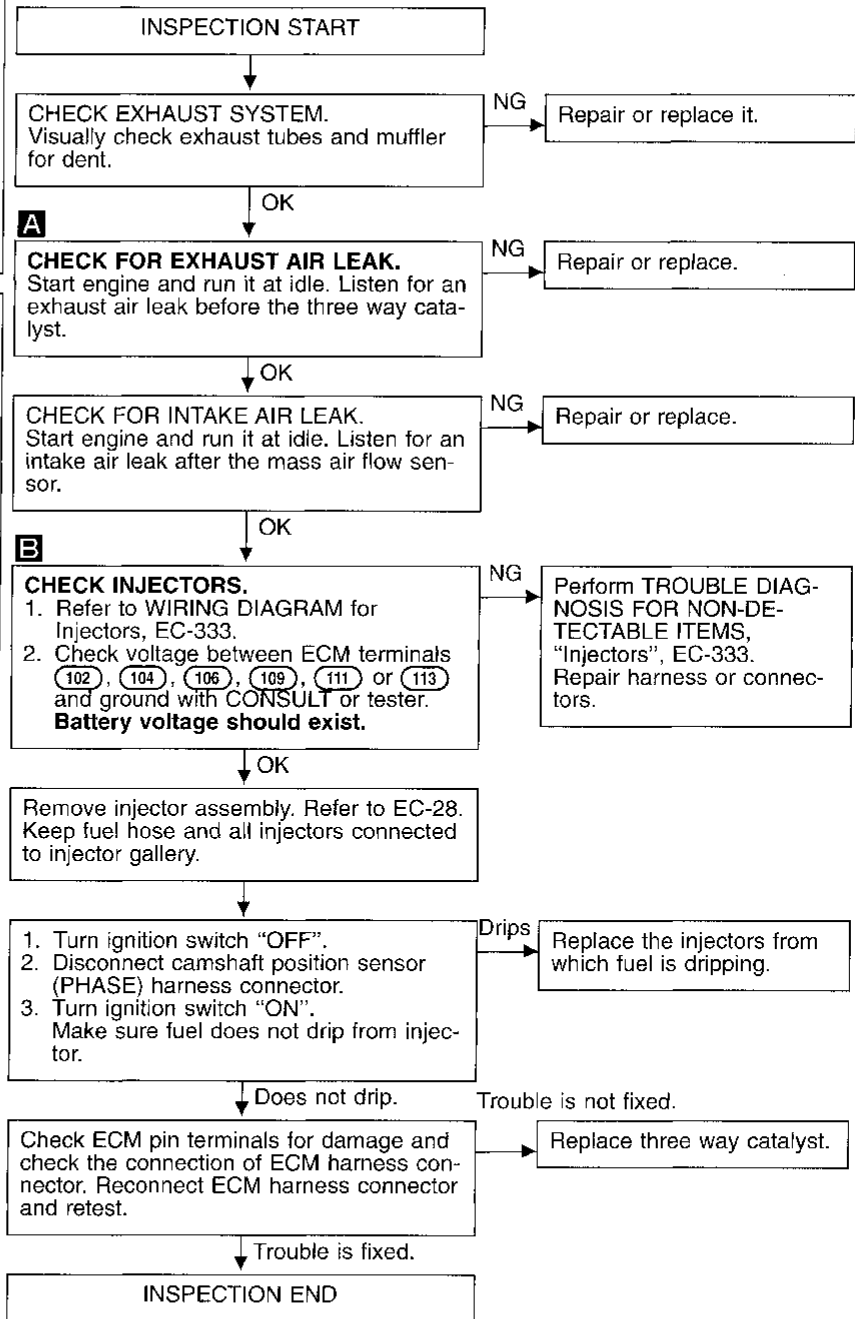 INSPECTION START
CHECK EXHAUST SYSTEM.
Visually check exhaust tubes and muffler
for dent.
NG
Repair or replace it.
OK
A
CHECK FOR EXHAUST AIR LEAK.
Start engine and run it at idle. Listen for an
exhaust air leak before the three way cata-
lyst.
NG
Repair or replace.
OK
CHECK FOR INTAKE AIR LEAK.
Start engine and run it at idle. Listen for an
intake air leak after the mass air flow sen-
sor.
NG
Repair or replace.
OK
B
CHECK INJECTORS.
1. Refer to WIRING DIAGRAM for
Injectors, EC-333.
2. Check voltage between ECM terminals
102, 104, 106, 109, 111 or 113
and ground with CONSULT or tester.
Battery voltage should exist.
NG
Perform TROUBLE DIAG-
NOSIS FOR NON-DE-
TECTABLE ITEMS,
"Injectors", EC-333.
Repair harness or connec-
tors.
OK
Remove injector assembly. Refer to EC-28.
Keep fuel hose and all injectors connected
to injector gallery.
1. Turn ignition switch "OFF".
2. Disconnect camshaft position sensor
(PHASE) harness connector.
3. Turn ignition switch "ON".
Make sure fuel does not drip from injec-
tor.
Drips
Replace the injectors from
which fuel is dripping.
Does not drip.
Trouble is not fixed.
Check ECM pin terminals for damage and
check the connection of ECM harness con-
nector. Reconnect ECM harness connector
and retest.
Replace three way catalyst.
Trouble is fixed.
INSPECTION END